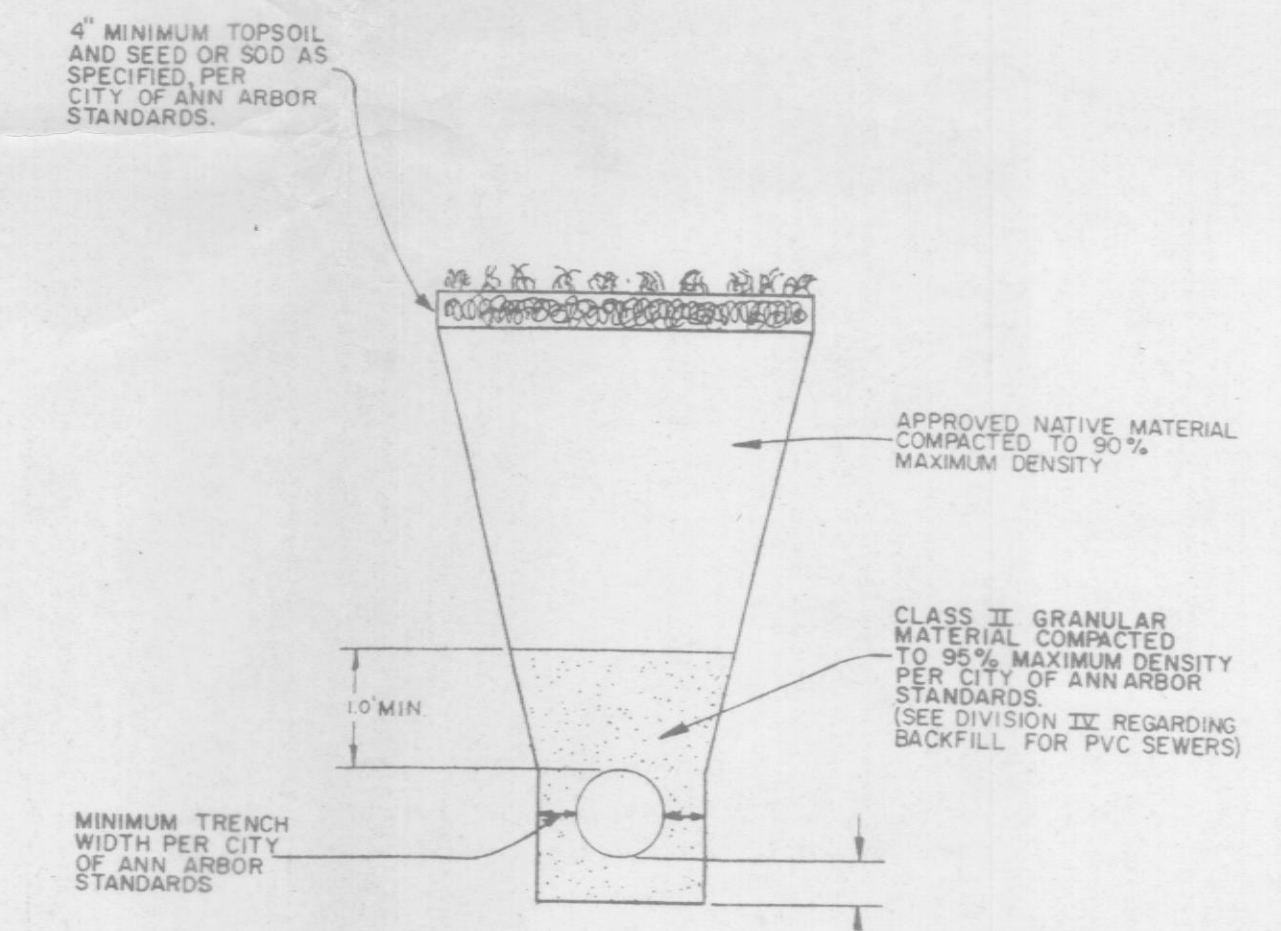 4" MINIMUM TOPSOIL
AND SEED OR SOD AS
SPECIFIED, PER
CITY OF ANN ARBOR
STANDARDS.
APPROVED NATIVE MATERIAL
COMPACTED TO 90%
MAXIMUM DENSITY
CLASS II GRANULAR
MATERIAL COMPACTED
TO 95% MAXIMUM DENSITY
PER CITY OF ANN ARBOR
STANDARDS.
(SEE DIVISION IV REGARDING
BACKFILL FOR PVC SEWERS)
1.0' MIN.
MINIMUM TRENCH
WIDTH PER CITY
OF ANN ARBOR
STANDARDS